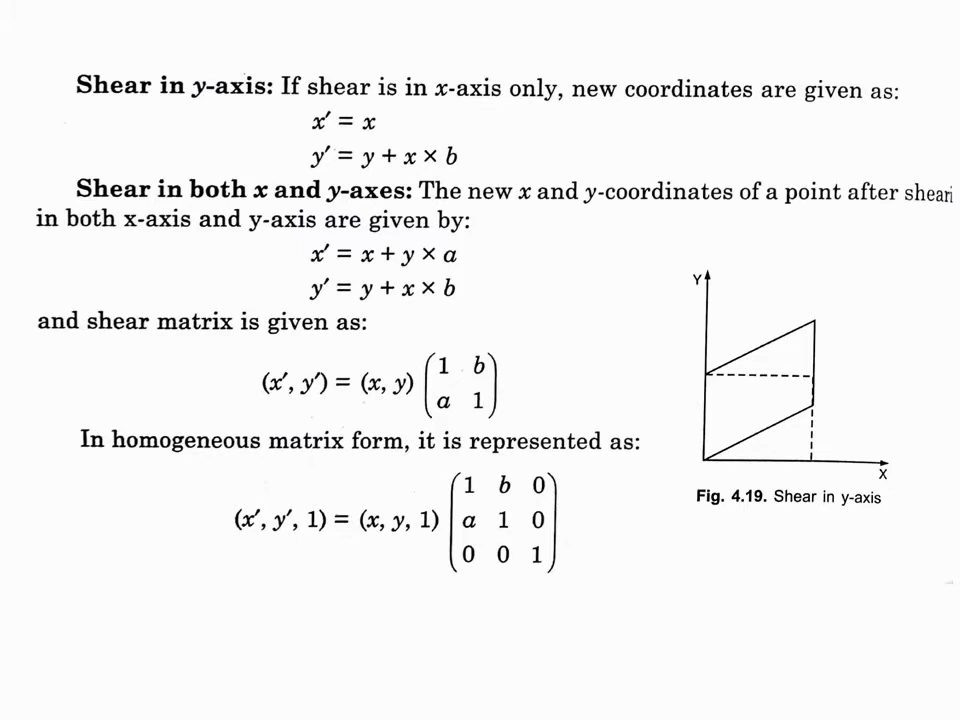 Shear in y-axis: If shear is in x-axis only, new coordinates are given as:
x′ = x
y′ = y + x × b
Shear in both x and y-axes: The new x and y-coordinates of a point after
in both x-axis and y-axis are given by:
x′ = x + y × a
y′ = y + x × b
and shear matrix is given as:
(x′, y′) = (x, y) (1 b
a 1)
In homogeneous matrix form, it is represented as:
(x′, y′, 1) = (x, y, 1) (1 b 0
a 1 0
0 0 1)
Y
X
Fig. 4.19. Shear in y-axis